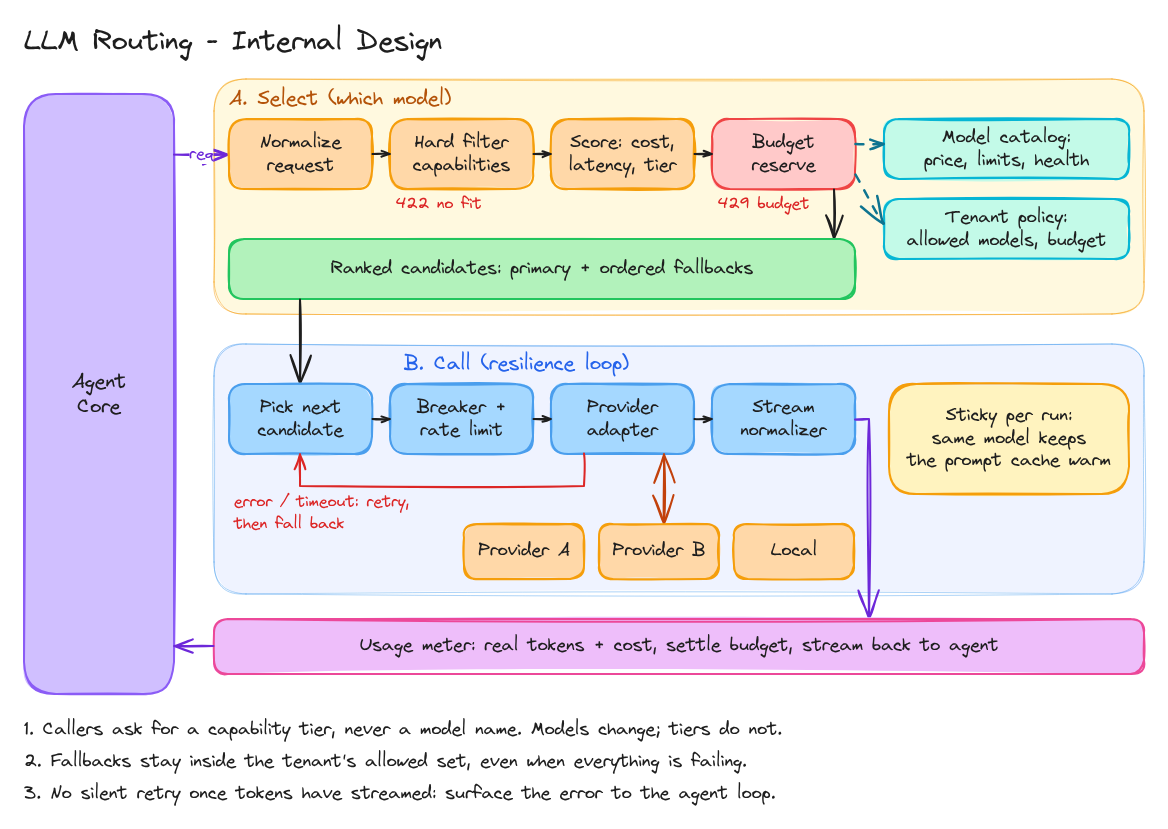 LLM Routing - Internal Design
A. Select (which model)
req
Normalize
request
Hard filter
capabilities
Score: cost,
latency, tier
Budget
reserve
Model catalog:
price, limits, health
422 no fit
429 budget
Tenant policy:
allowed models, budget
Ranked candidates: primary + ordered fallbacks
Agent
Core
B. Call (resilience loop)
Pick next
candidate
Breaker +
rate limit
Provider
adapter
Stream
normalizer
Sticky per run:
same model keeps
the prompt cache warm
error / timeout: retry,
then fall back
Provider A
Provider B
Local
Usage meter: real tokens + cost, settle budget, stream back to agent
1. Callers ask for a capability tier, never a model name. Models change; tiers do not.
2. Fallbacks stay inside the tenant's allowed set, even when everything is failing.
3. No silent retry once tokens have streamed: surface the error to the agent loop.